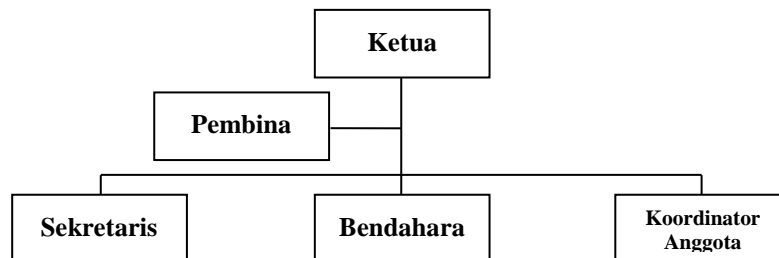 Ketua
Pembina
Sekretaris
Bendahara
Koordinator
Anggota